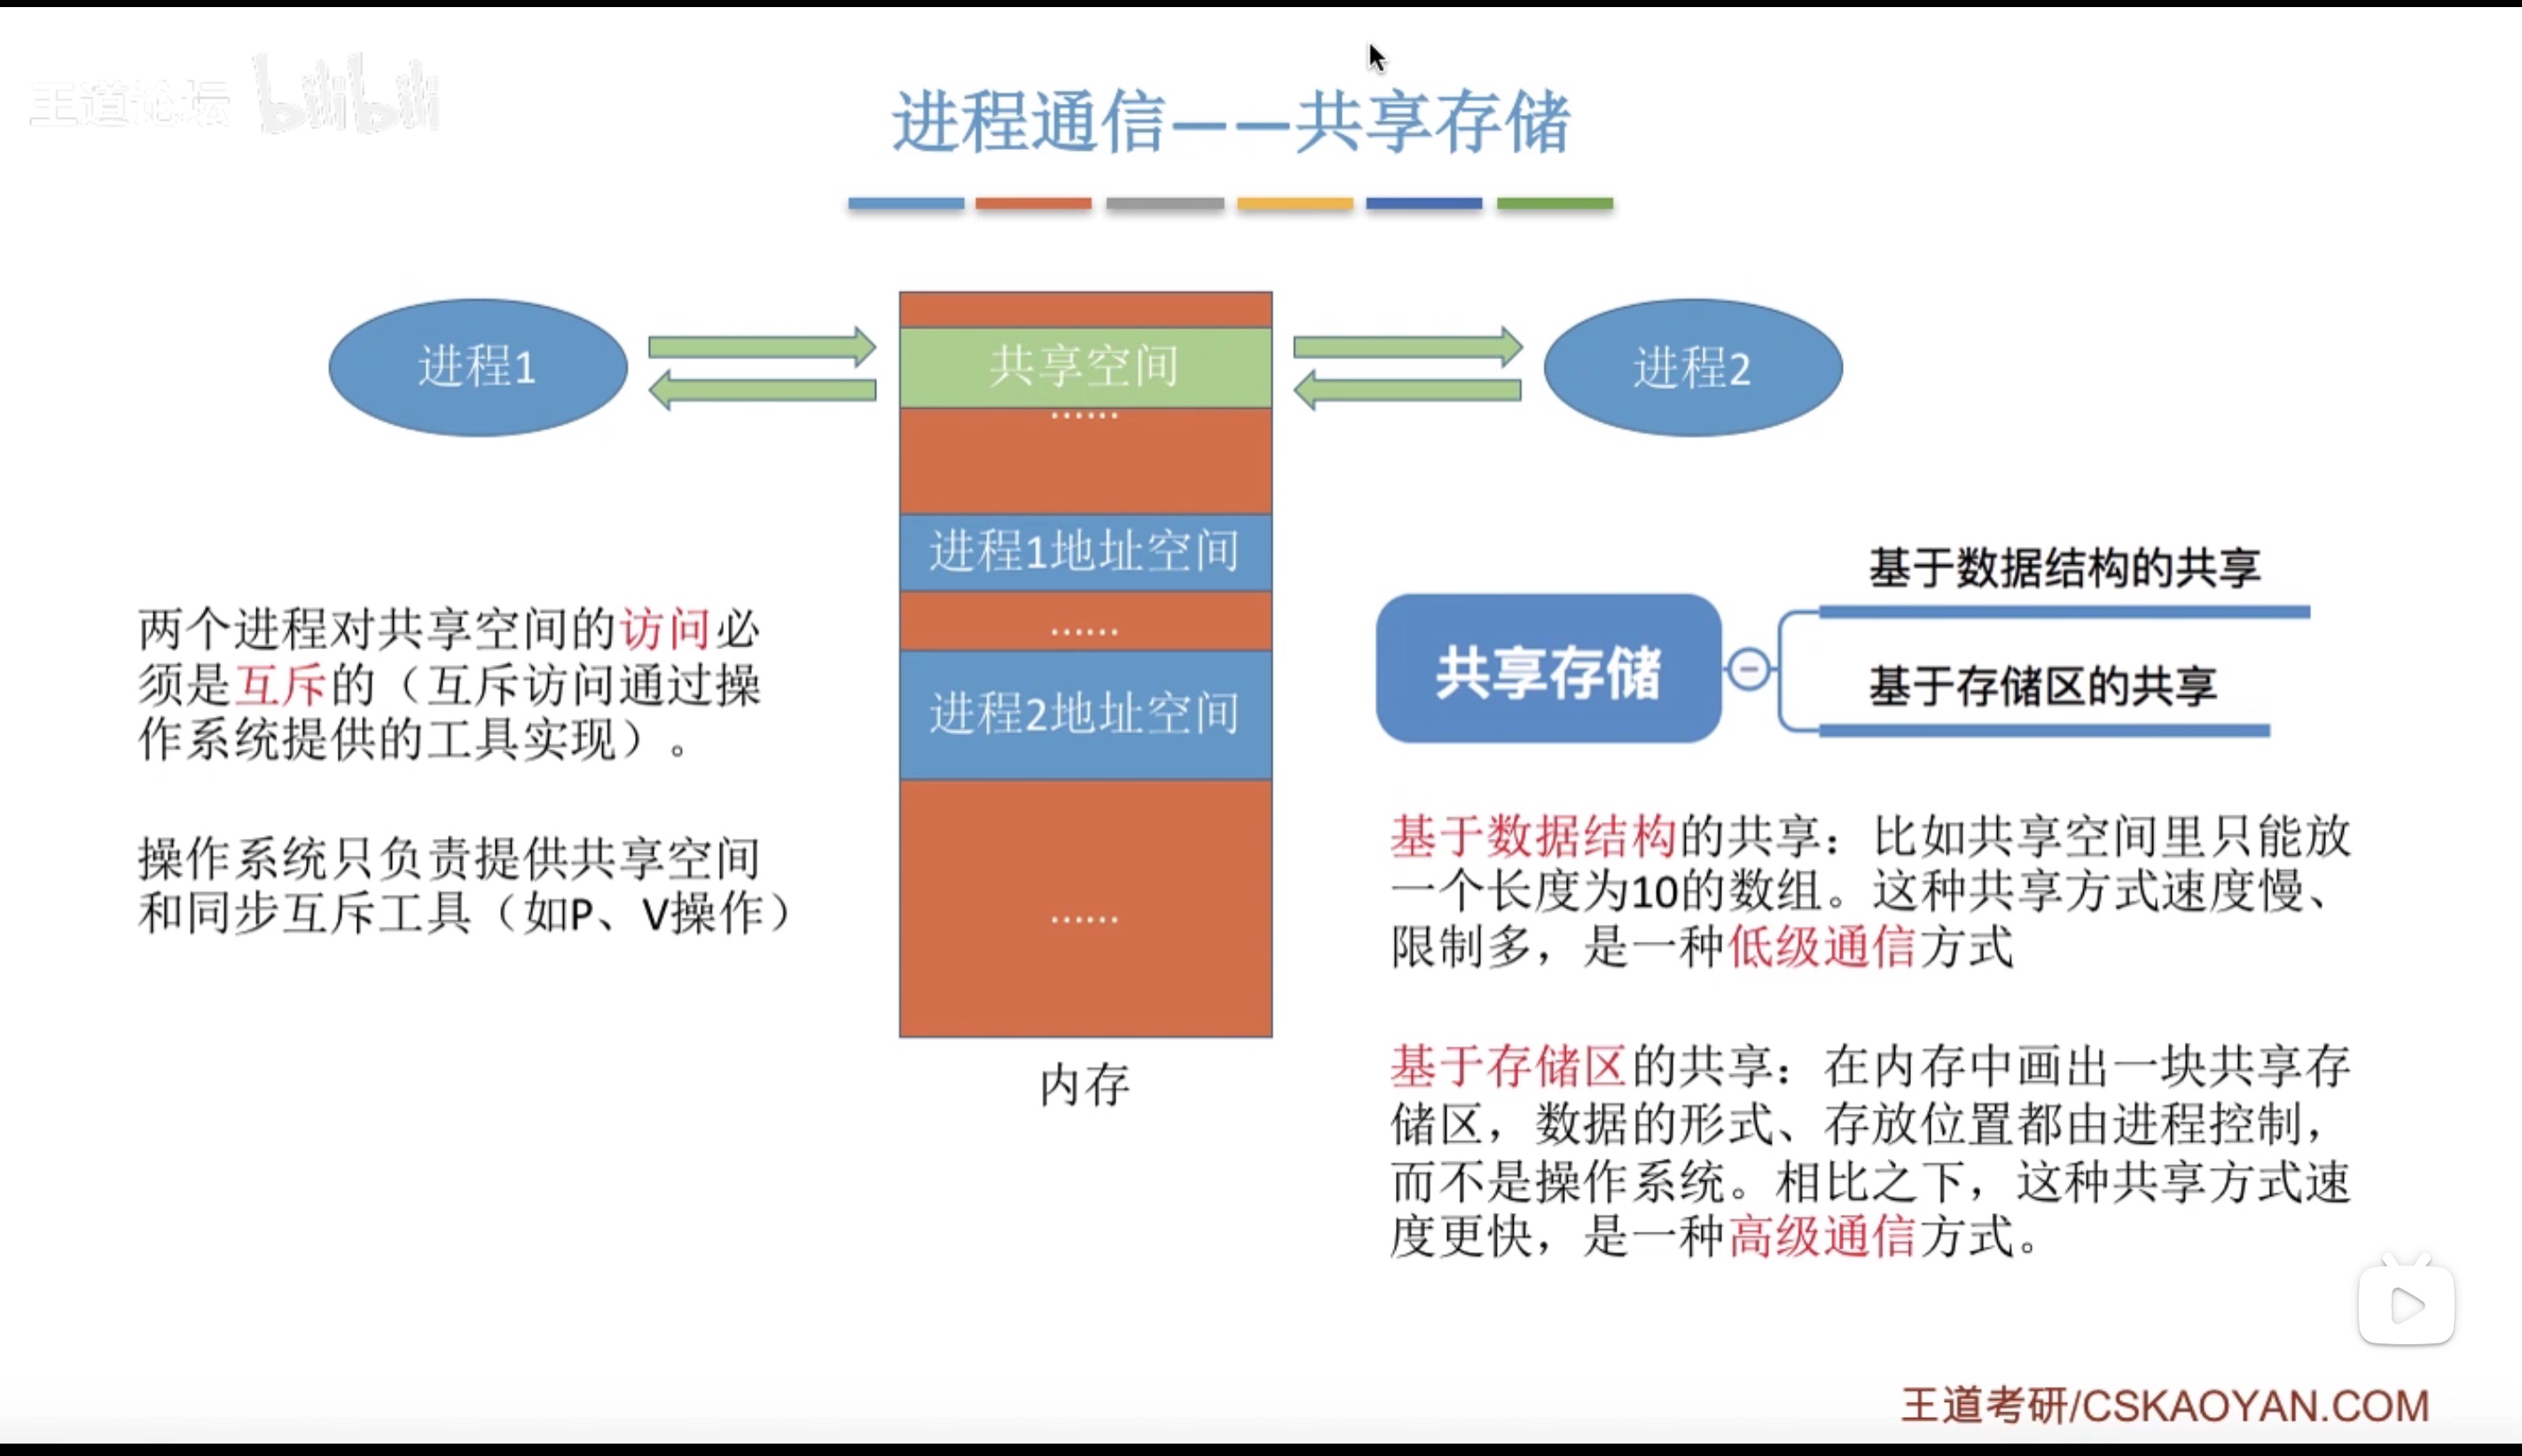 王道论坛 bilibili
进程通信——共享存储
进程1
共享空间
进程2
……
进程1地址空间
……
进程2地址空间
……
内存
两个进程对共享空间的访问必
须是互斥的（互斥访问通过操
作系统提供的工具实现）。
操作系统只负责提供共享空间
和同步互斥工具（如P、V操作）
共享存储
基于数据结构的共享
基于存储区的共享
基于数据结构的共享：比如共享空间里只能放
一个长度为10的数组。这种共享方式速度慢、
限制多，是一种低级通信方式
基于存储区的共享：在内存中画出一块共享存
储区，数据的形式、存放位置都由进程控制，
而不是操作系统。相比之下，这种共享方式速
度更快，是一种高级通信方式。
王道考研/CSKAOYAN.COM